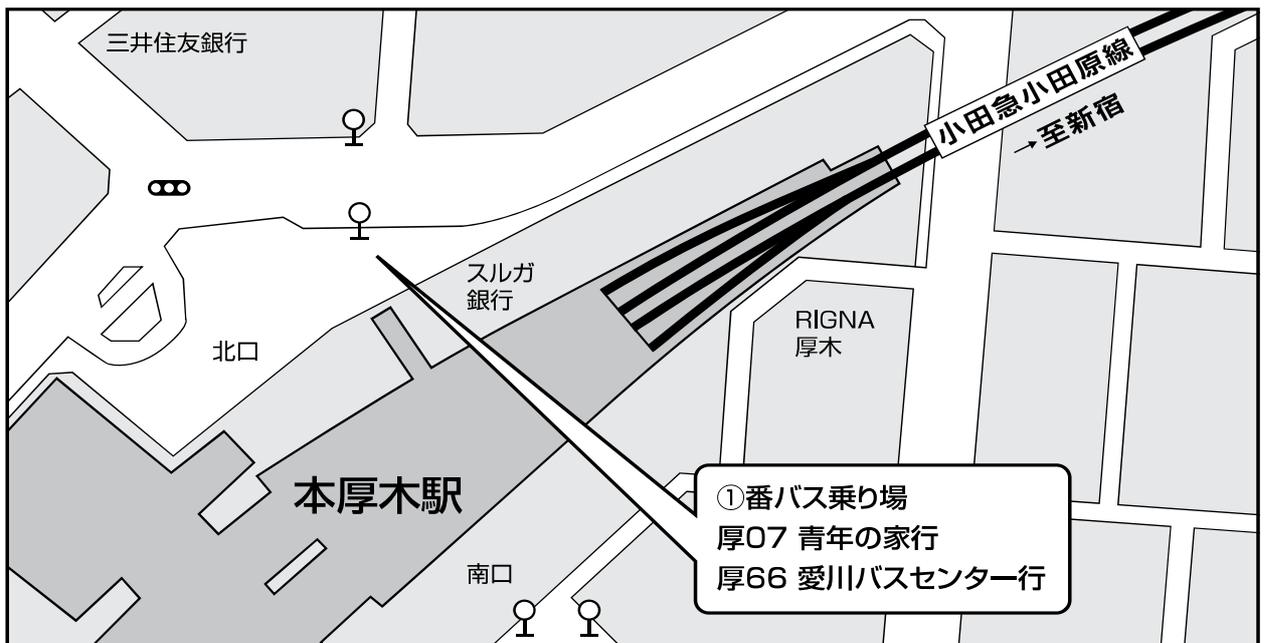 三井住友銀行
小田急小田原線
→至新宿
スルガ
銀行
RIGNA
厚木
北口
本厚木駅
南口
①番バス乗り場
厚07 青年の家行
厚66 愛川バスセンター行